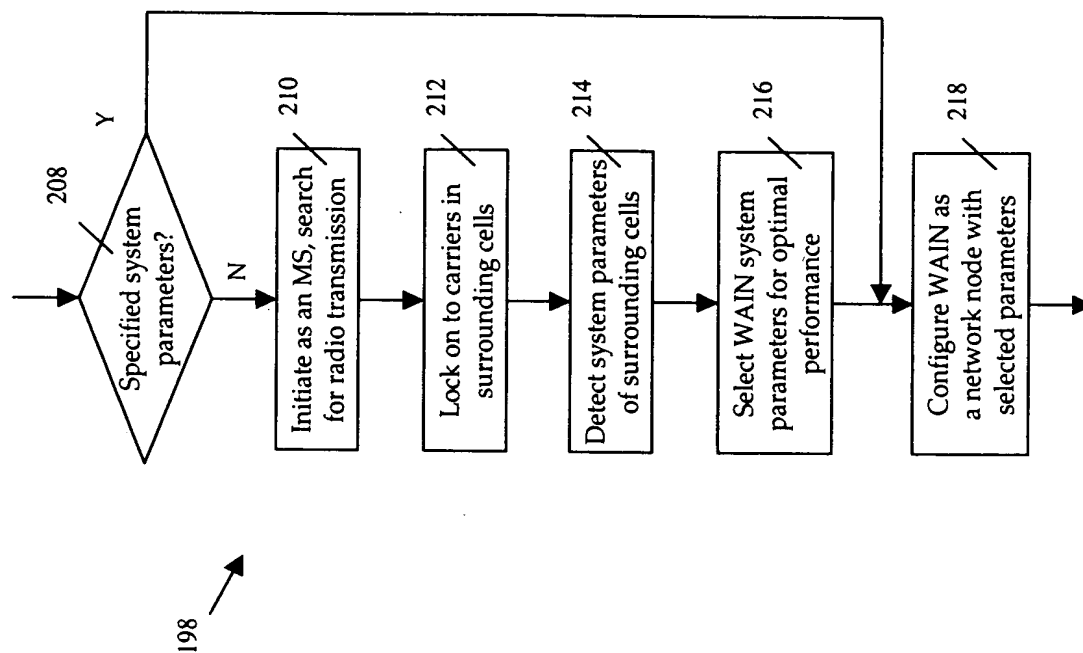 208
Specified system
parameters?
Y
N
210
Initiate as an MS, search
for radio transmission
212
Lock on to carriers in
surrounding cells
214
Detect system parameters
of surrounding cells
216
Select WAIN system
parameters for optimal
performance
218
Configure WAIN as
a network node with
selected parameters
198